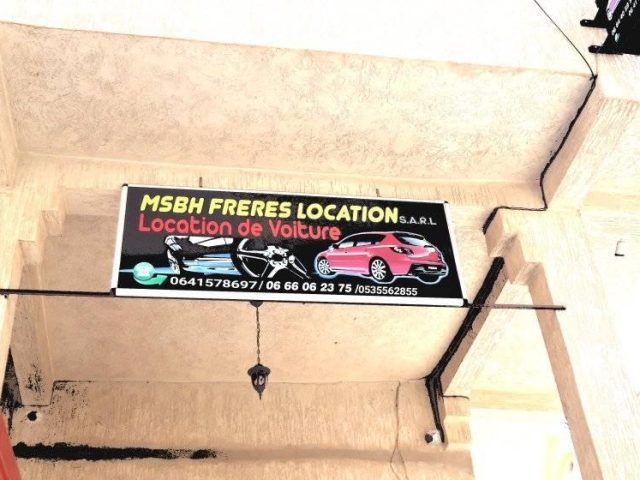 MSBH FRERES LOCATION S.A.R.L
Location de Voiture
0641578697 / 06 66 06 23 75 /0535562855